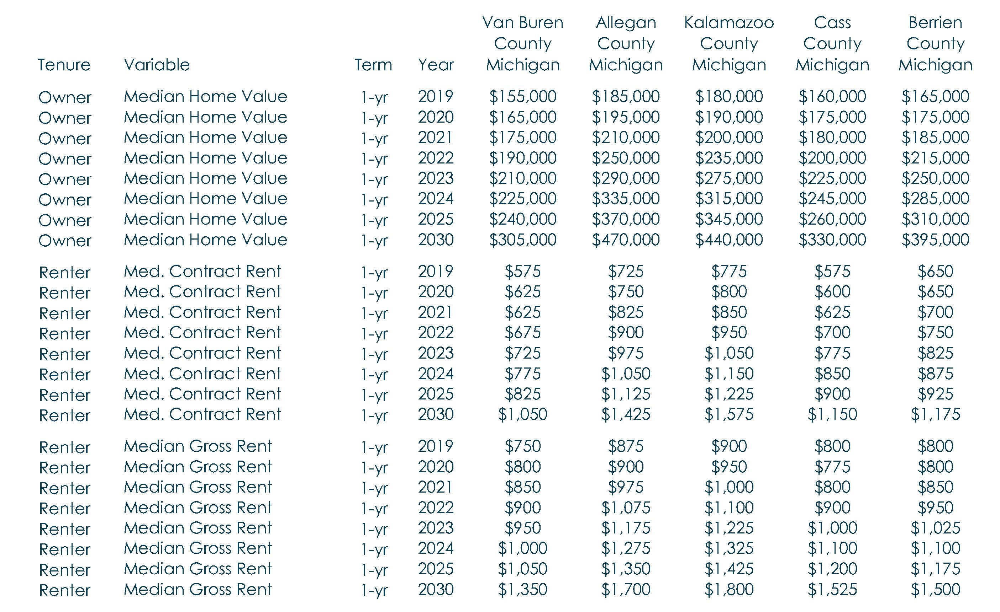 Van Buren Allegan Kalamazoo Cass Berrien
County County County County County
Tenure Variable Term Year Michigan Michigan Michigan Michigan Michigan
Owner Median Home Value 1-yr 2019 $155,000 $185,000 $180,000 $160,000 $165,000
Owner Median Home Value 1-yr 2020 $165,000 $195,000 $190,000 $175,000 $175,000
Owner Median Home Value 1-yr 2021 $175,000 $210,000 $200,000 $180,000 $185,000
Owner Median Home Value 1-yr 2022 $190,000 $250,000 $235,000 $200,000 $215,000
Owner Median Home Value 1-yr 2023 $210,000 $290,000 $275,000 $225,000 $250,000
Owner Median Home Value 1-yr 2024 $225,000 $335,000 $315,000 $245,000 $285,000
Owner Median Home Value 1-yr 2025 $240,000 $370,000 $345,000 $260,000 $310,000
Owner Median Home Value 1-yr 2030 $305,000 $470,000 $440,000 $330,000 $395,000
Renter Med. Contract Rent 1-yr 2019 $575 $725 $775 $575 $650
Renter Med. Contract Rent 1-yr 2020 $625 $750 $800 $600 $650
Renter Med. Contract Rent 1-yr 2021 $625 $825 $850 $625 $700
Renter Med. Contract Rent 1-yr 2022 $675 $900 $950 $700 $750
Renter Med. Contract Rent 1-yr 2023 $725 $975 $1,050 $775 $825
Renter Med. Contract Rent 1-yr 2024 $775 $1,050 $1,150 $850 $875
Renter Med. Contract Rent 1-yr 2025 $825 $1,125 $1,225 $900 $925
Renter Med. Contract Rent 1-yr 2030 $1,050 $1,425 $1,575 $1,150 $1,175
Renter Median Gross Rent 1-yr 2019 $750 $875 $900 $800 $800
Renter Median Gross Rent 1-yr 2020 $800 $900 $950 $775 $800
Renter Median Gross Rent 1-yr 2021 $850 $975 $1,000 $800 $850
Renter Median Gross Rent 1-yr 2022 $900 $1,075 $1,100 $900 $950
Renter Median Gross Rent 1-yr 2023 $950 $1,175 $1,225 $1,000 $1,025
Renter Median Gross Rent 1-yr 2024 $1,000 $1,275 $1,325 $1,100 $1,100
Renter Median Gross Rent 1-yr 2025 $1,050 $1,350 $1,425 $1,200 $1,175
Renter Median Gross Rent 1-yr 2030 $1,350 $1,700 $1,800 $1,525 $1,500